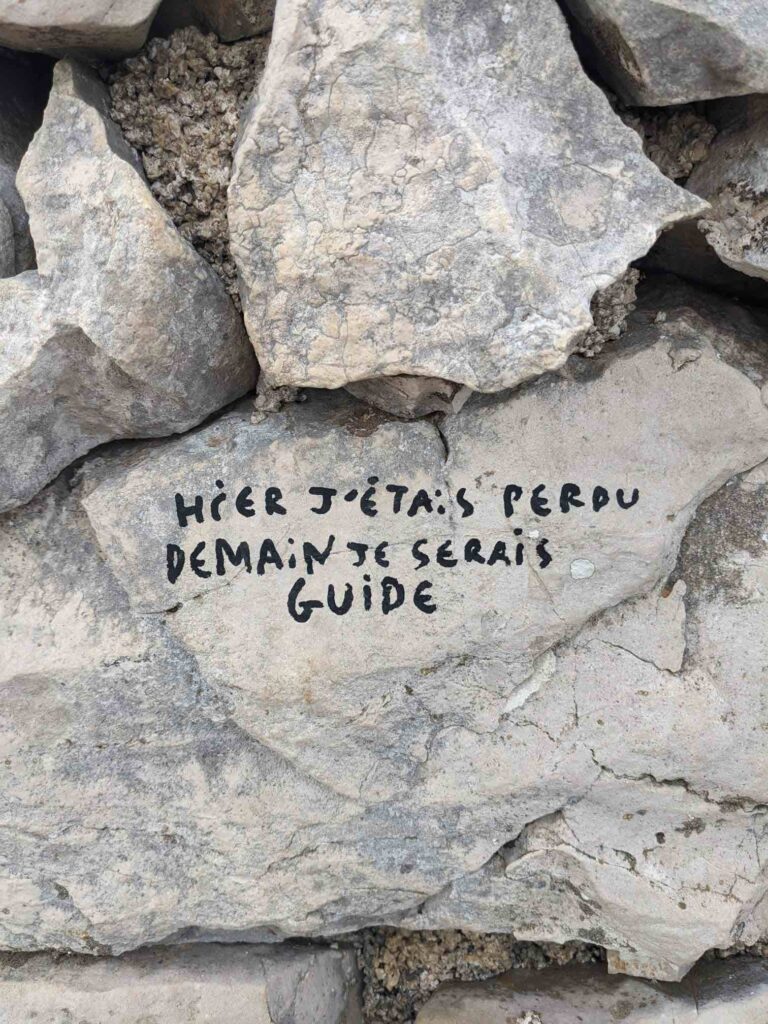 HiER J'ÉTAiS PERDU
DEMAiN JE SERAiS
GUiDE